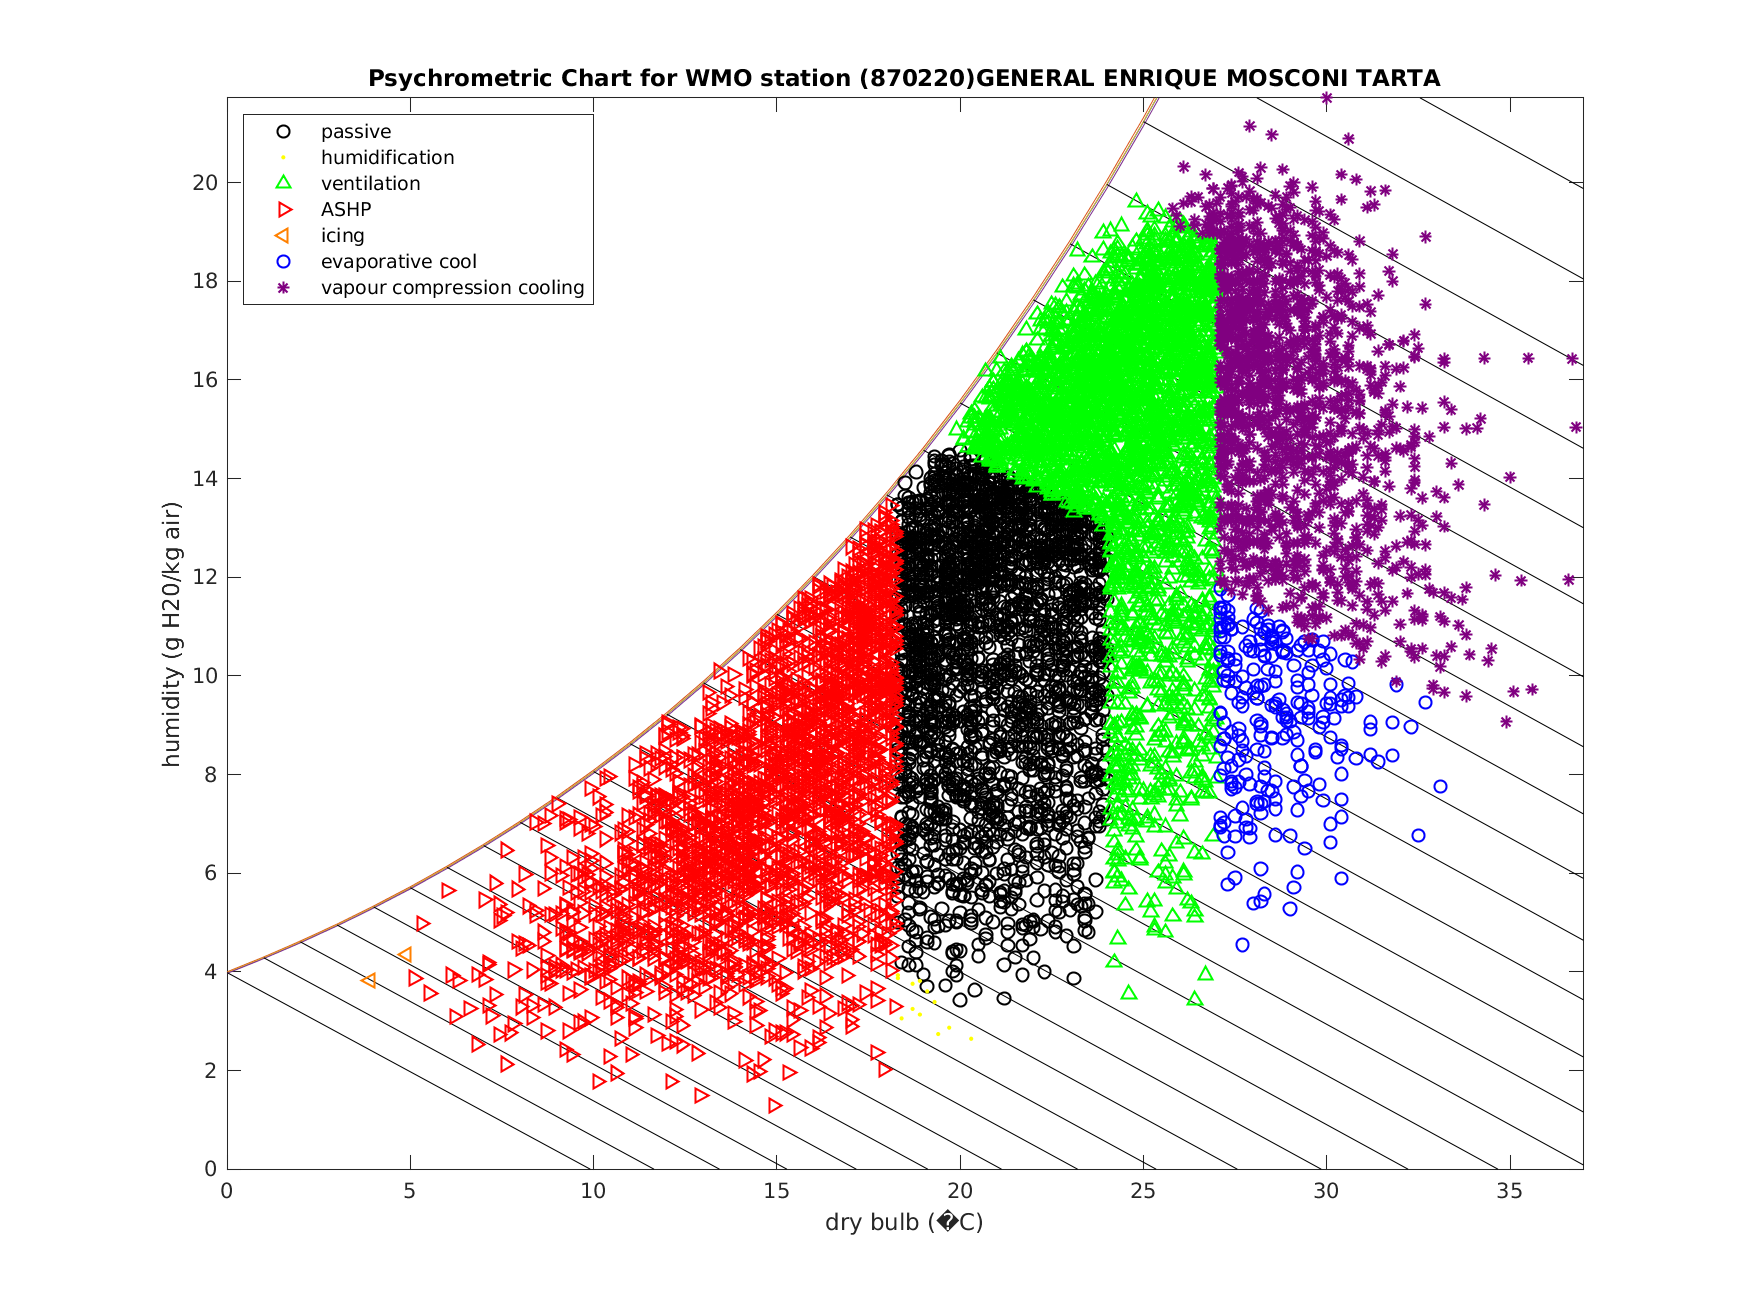 Psychrometric Chart for WMO station (870220)GENERAL ENRIQUE MOSCONI TARTA
passive
humidification
ventilation
ASHP
icing
evaporative cool
vapour compression cooling
humidity (g H20/kg air)
20
18
16
14
12
10
8
6
4
2
0
0 5 10 15 20 25 30 35
dry bulb (�C)